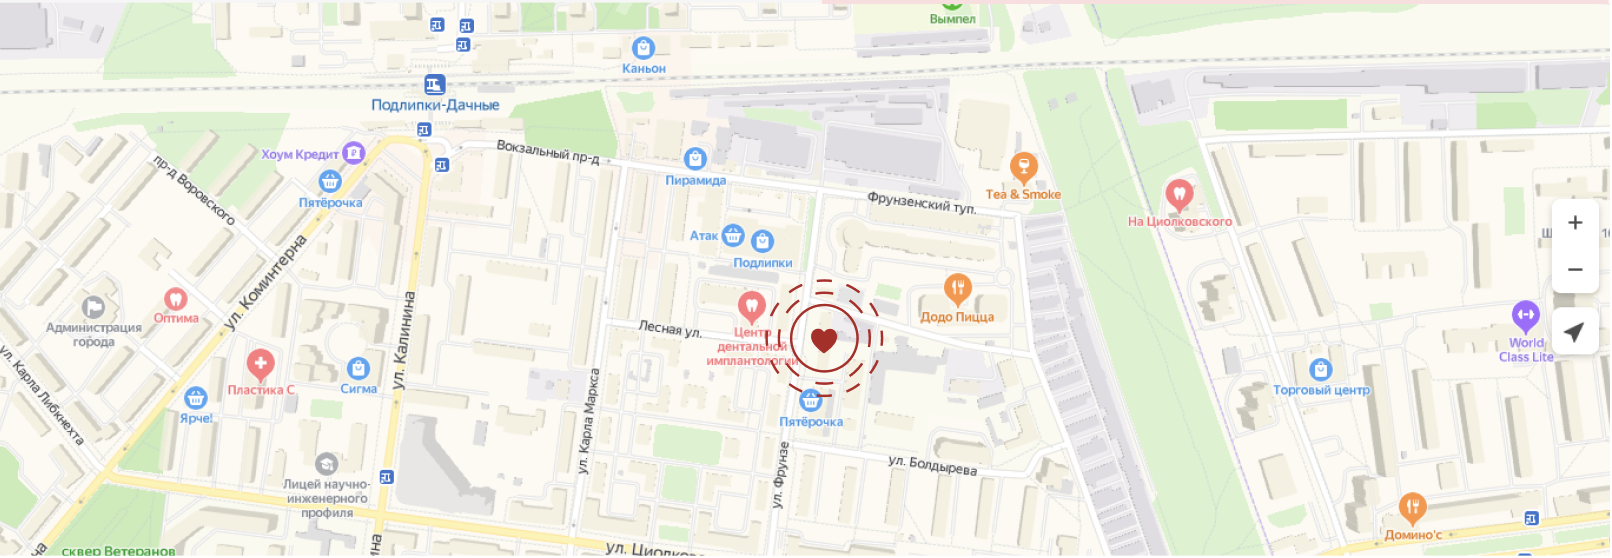 Вымпел
Каньон
Подлипки-Дачные
Хоум Кредит
Вокзальный пр-д
Пирамида
Tea & Smoke
Фрунзенский туп.
пр-д Воровского
Пятёрочка
На Циолковского
Атак
Подлипки
ул. Коминтерна
Оптима
Администрация
города
ул. Калинина
Лесная ул.
Центр
дентальной
имплантологии
Додо Пицца
World
Class Lite
ул. Карла Либкнехта
Пластика С
Сигма
Ярче!
ул. Карла Маркса
Пятёрочка
Торговый центр
ул. Фрунзе
ул. Болдырева
Лицей научно-
инженерного
профиля
Домино'с
сквер Ветеранов
+
−